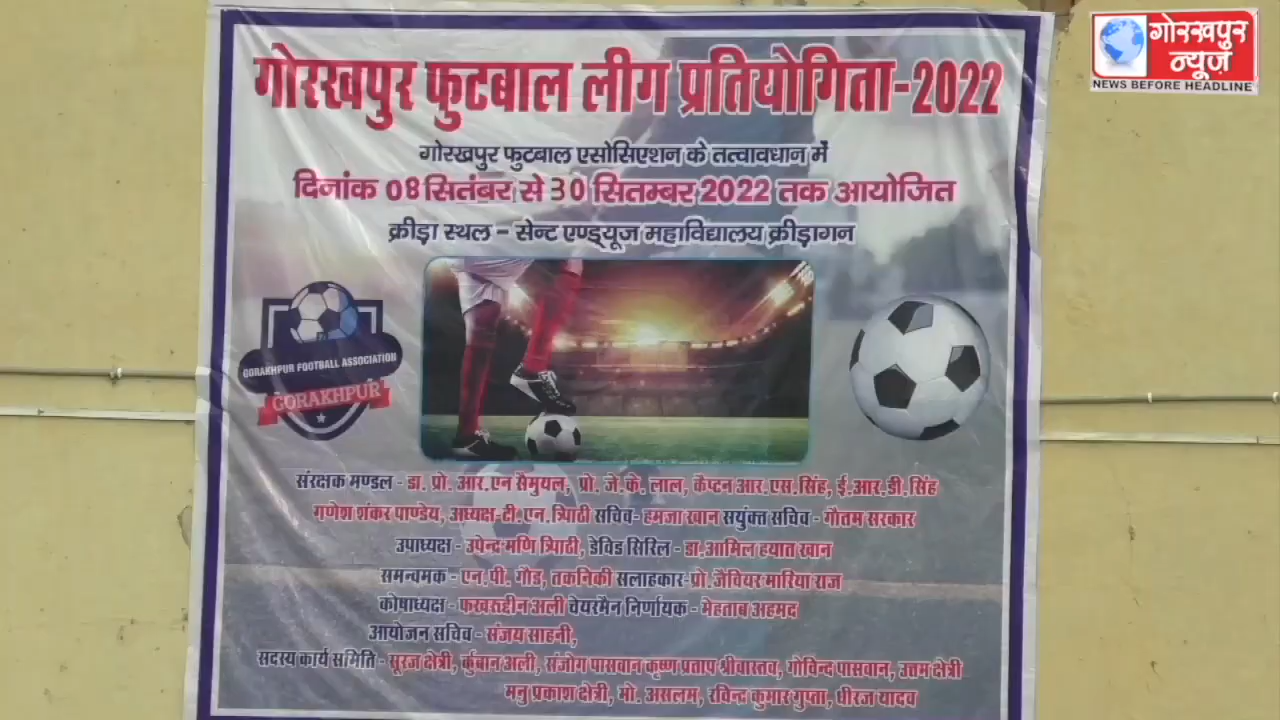 गोरखपुर
न्यूज़
NEWS BEFORE HEADLINE
गोरखपुर फुटबाल लीग प्रतियोगिता-2022
गोरखपुर फुटबाल एसोसिएशन के तत्वावधान में
दिनांक 08 सितंबर से 30 सितम्बर 2022 तक आयोजित
क्रीड़ा स्थल - सेन्ट एण्ड्यूज महाविद्यालय क्रीड़ागन
GORAKHPUR FOOTBALL ASSOCIATION
GORAKHPUR
संरक्षक मण्डल - डा. प्रो. आर. एन सैमुयल, प्रो. जे. के. लाल, कैप्टन आर. एस. सिंह, ई. आर. डी. सिंह
गणेश शंकर पाण्डेय, अध्यक्ष-टी. एन. त्रिपाठी सचिव- हमजा खान सयुंक्त सचिव - गौतम सरकार
उपाध्यक्ष - उपेन्द्र मणि त्रिपाठी, डेविड सिरिल - डा. आमिल हयात खान
समन्वमक - एन. पी. गौड, तकनिकी सलाहकार-प्रो. जैवियर मारिया राज
कोषाध्यक्ष - फखरुद्दीन अली चेयरमैन निर्णायक - मेहताब अहमद
आयोजन सचिव - संजय साहनी,
सदस्य कार्य समिति - सूरज क्षेत्री, कुंबान अली, संजोग पासवान कृष्ण प्रताप श्रीवास्तव, गोविन्द पासवान, उत्तम क्षेत्री
मनु प्रकाश क्षेत्री, मो. असलम, रविन्द्र कुमार गुप्ता, धीरज यादव